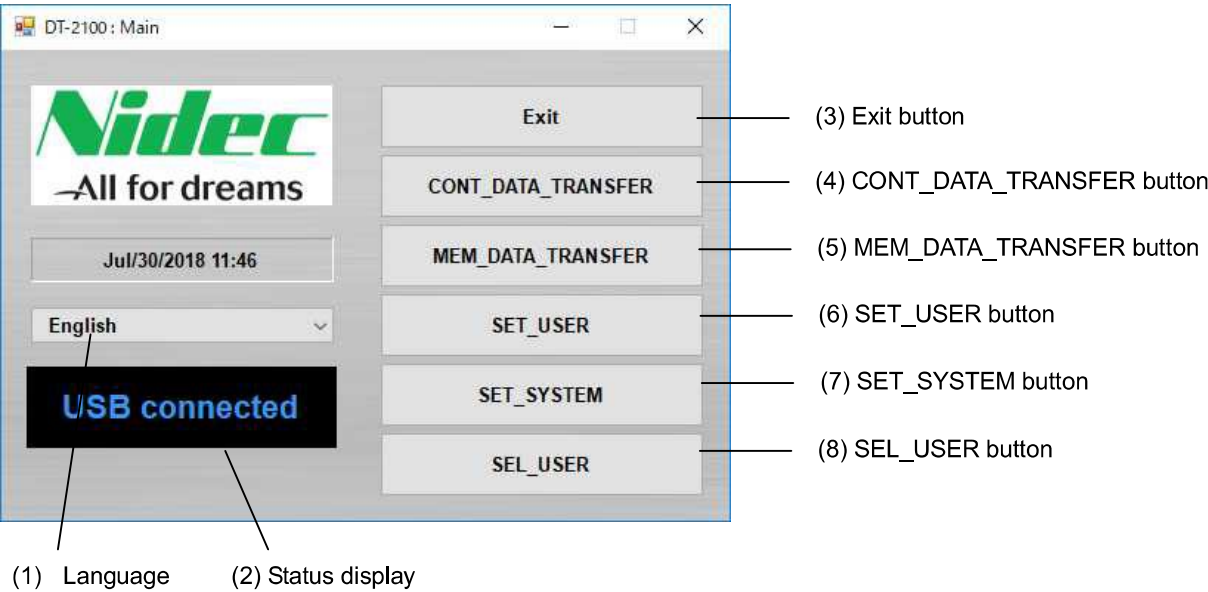 DT-2100 : Main
Nidec
All for dreams
Jul/30/2018 11:46
English
USB connected
Exit
CONT_DATA_TRANSFER
MEM_DATA_TRANSFER
SET_USER
SET_SYSTEM
SEL_USER
(3) Exit button
(4) CONT_DATA_TRANSFER button
(5) MEM_DATA_TRANSFER button
(6) SET_USER button
(7) SET_SYSTEM button
(8) SEL_USER button
(1) Language
(2) Status display